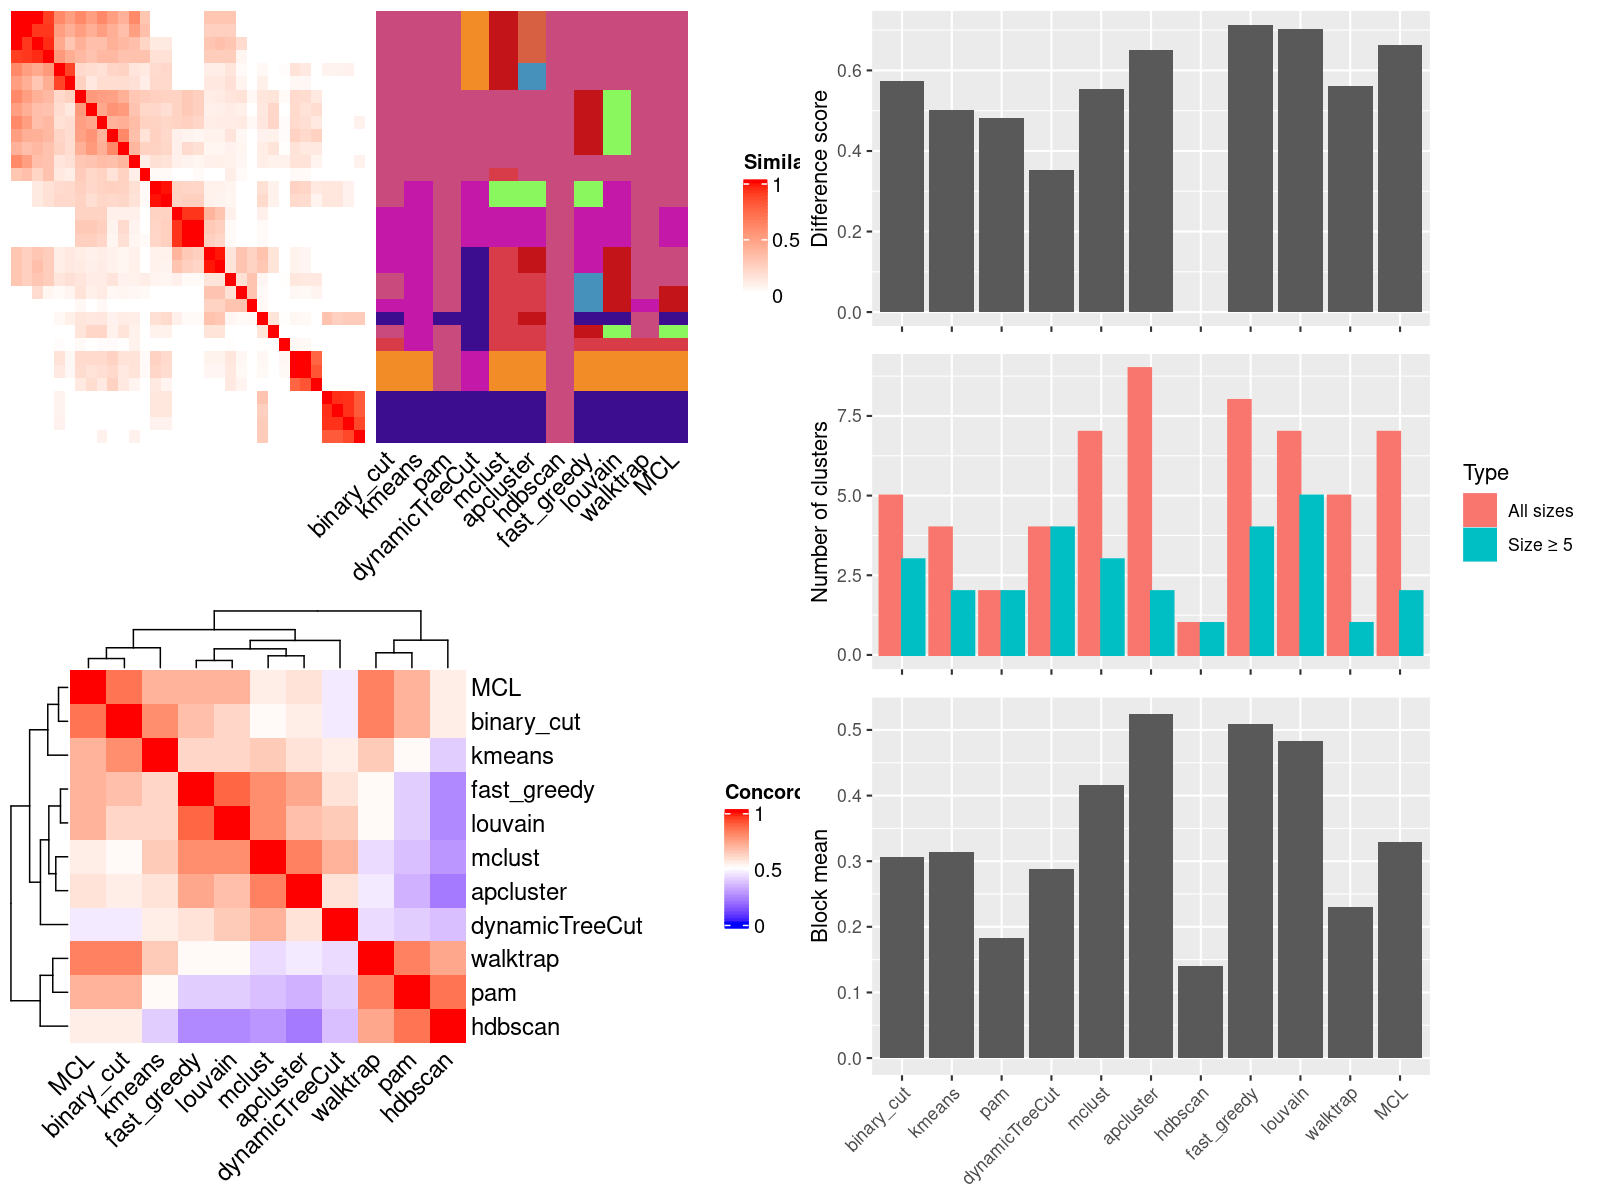 Simila
1
0.5
0
binary_cut
kmeans
pam
dynamicTreeCut
mclust
apcluster
hdbscan
fast_greedy
louvain
walktrap
MCL
MCL
binary_cut
kmeans
fast_greedy
louvain
mclust
apcluster
dynamicTreeCut
walktrap
pam
hdbscan
MCL
binary_cut
kmeans
fast_greedy
louvain
mclust
apcluster
dynamicTreeCut
walktrap
pam
hdbscan
Concord
1
0.5
0
Difference score
0.6
0.4
0.2
0.0
Number of clusters
7.5
5.0
2.5
0.0
Type
All sizes
Size ≥ 5
Block mean
0.5
0.4
0.3
0.2
0.1
0.0
binary_cut
kmeans
pam
dynamicTreeCut
mclust
apcluster
hdbscan
fast_greedy
louvain
walktrap
MCL